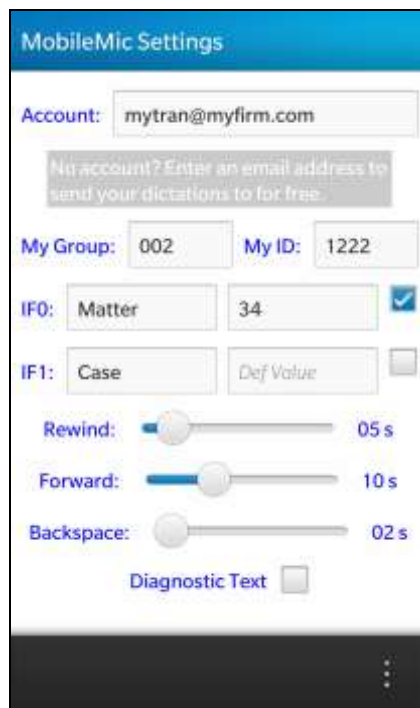 MobileMic Settings
Account: mytran@myfirm.com
No account? Enter an email address to
send your dictations to for free.
My Group: 002 My ID: 1222
IF0: Matter 34
IF1: Case Def Value
Rewind: 05 s
Forward: 10 s
Backspace: 02 s
Diagnostic Text